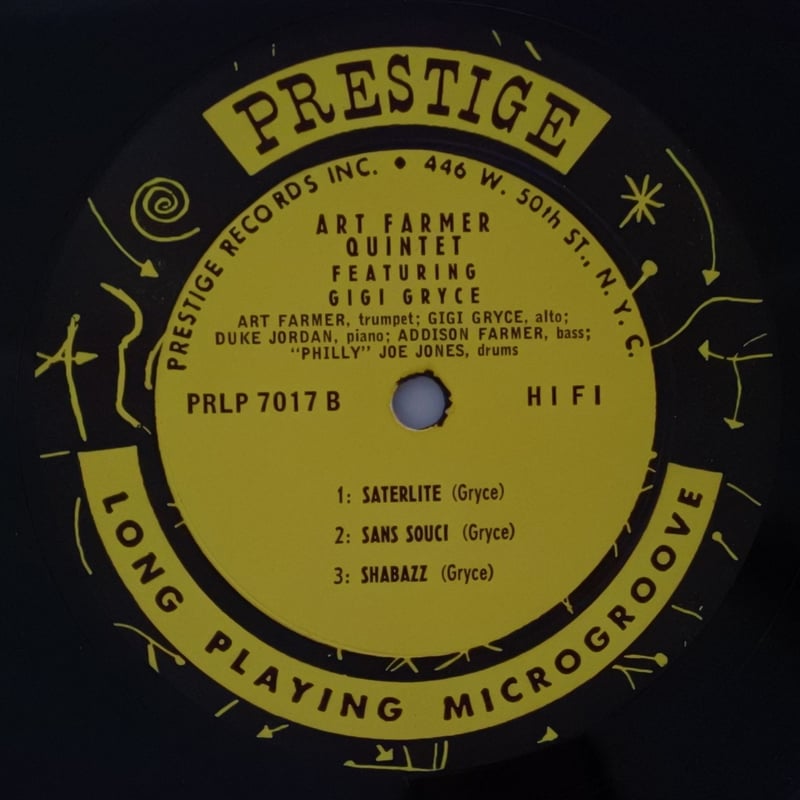 PRESTIGE
PRESTIGE RECORDS INC. • 446 W. 50th ST., N.Y.C.
ART FARMER
QUINTET
FEATURING
GIGI GRYCE
ART FARMER, trumpet; GIGI GRYCE, alto;
DUKE JORDAN, piano; ADDISON FARMER, bass;
"PHILLY" JOE JONES, drums
PRLP 7017 B
HI FI
1: SATERLITE (Gryce)
2: SANS SOUCI (Gryce)
3: SHABAZZ (Gryce)
LONG PLAYING MICROGROOVE